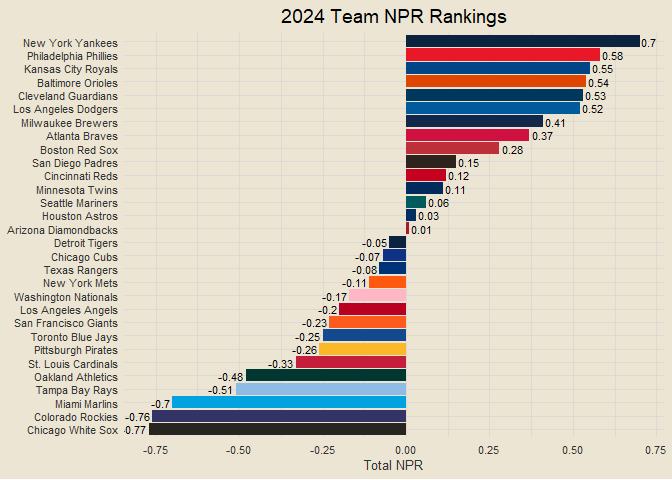 2024 Team NPR Rankings
New York Yankees 0.7
Philadelphia Phillies 0.58
Kansas City Royals 0.55
Baltimore Orioles 0.54
Cleveland Guardians 0.53
Los Angeles Dodgers 0.52
Milwaukee Brewers 0.41
Atlanta Braves 0.37
Boston Red Sox 0.28
San Diego Padres 0.15
Cincinnati Reds 0.12
Minnesota Twins 0.11
Seattle Mariners 0.06
Houston Astros 0.03
Arizona Diamondbacks 0.01
Detroit Tigers -0.05
Chicago Cubs -0.07
Texas Rangers -0.08
New York Mets -0.11
Washington Nationals -0.17
Los Angeles Angels -0.2
San Francisco Giants -0.23
Toronto Blue Jays -0.25
Pittsburgh Pirates -0.26
St. Louis Cardinals -0.33
Oakland Athletics -0.48
Tampa Bay Rays -0.51
Miami Marlins -0.7
Colorado Rockies -0.76
Chicago White Sox -0.77
-0.75 -0.50 -0.25 0.00 0.25 0.50 0.75
Total NPR